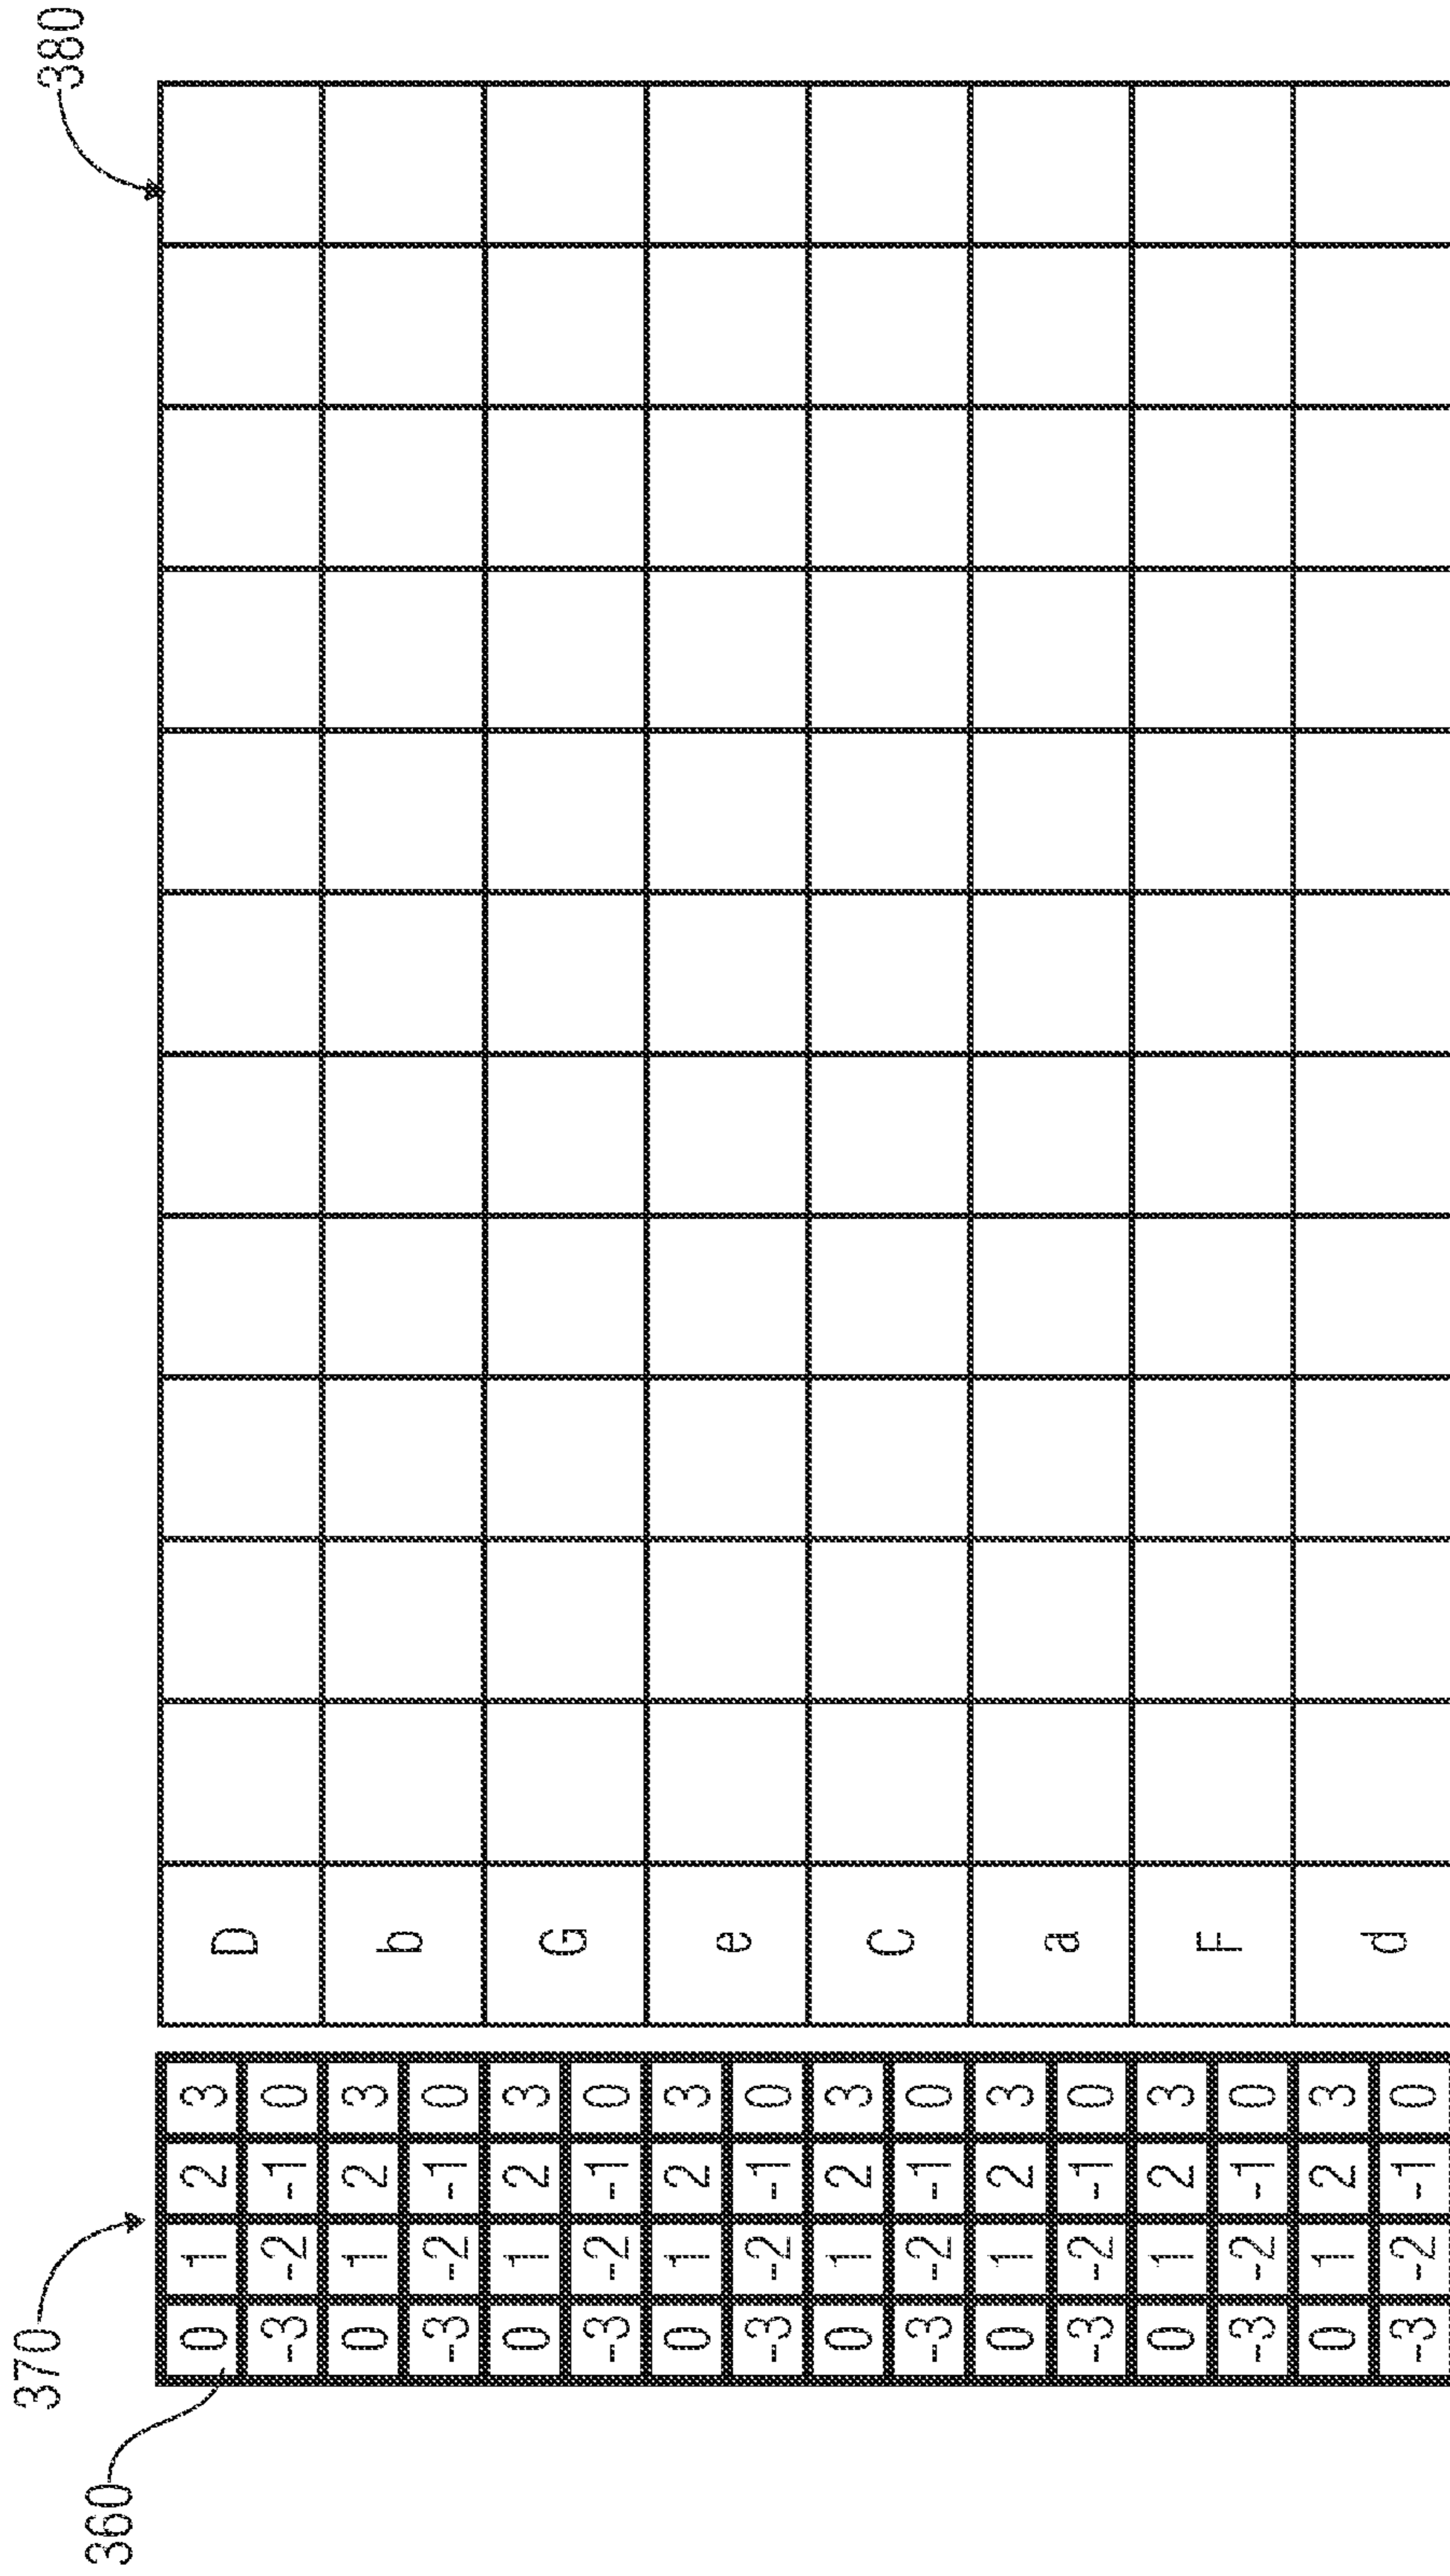 370 380
360
0 1 2 3 D
-3 -2 -1 0
0 1 2 3 b
-3 -2 -1 0
0 1 2 3 G
-3 -2 -1 0
0 1 2 3 e
-3 -2 -1 0
0 1 2 3 C
-3 -2 -1 0
0 1 2 3 a
-3 -2 -1 0
0 1 2 3 F
-3 -2 -1 0
0 1 2 3 d
-3 -2 -1 0